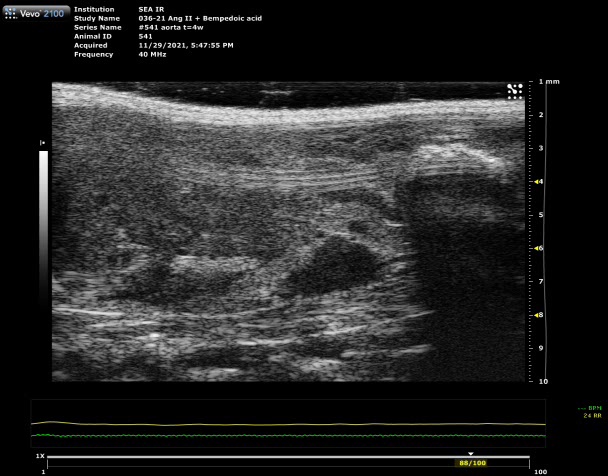 Vevo 2100
Institution SEA IR
Study Name 036-21 Ang II + Bempedoic acid
Series Name #541 aorta t=4w
Animal ID 541
Acquired 11/29/2021, 5:47:55 PM
Frequency 40 MHz
1 mm
2
3
4
5
6
7
8
9
10
--- BPM
24 RR
1X
88/100
1 100